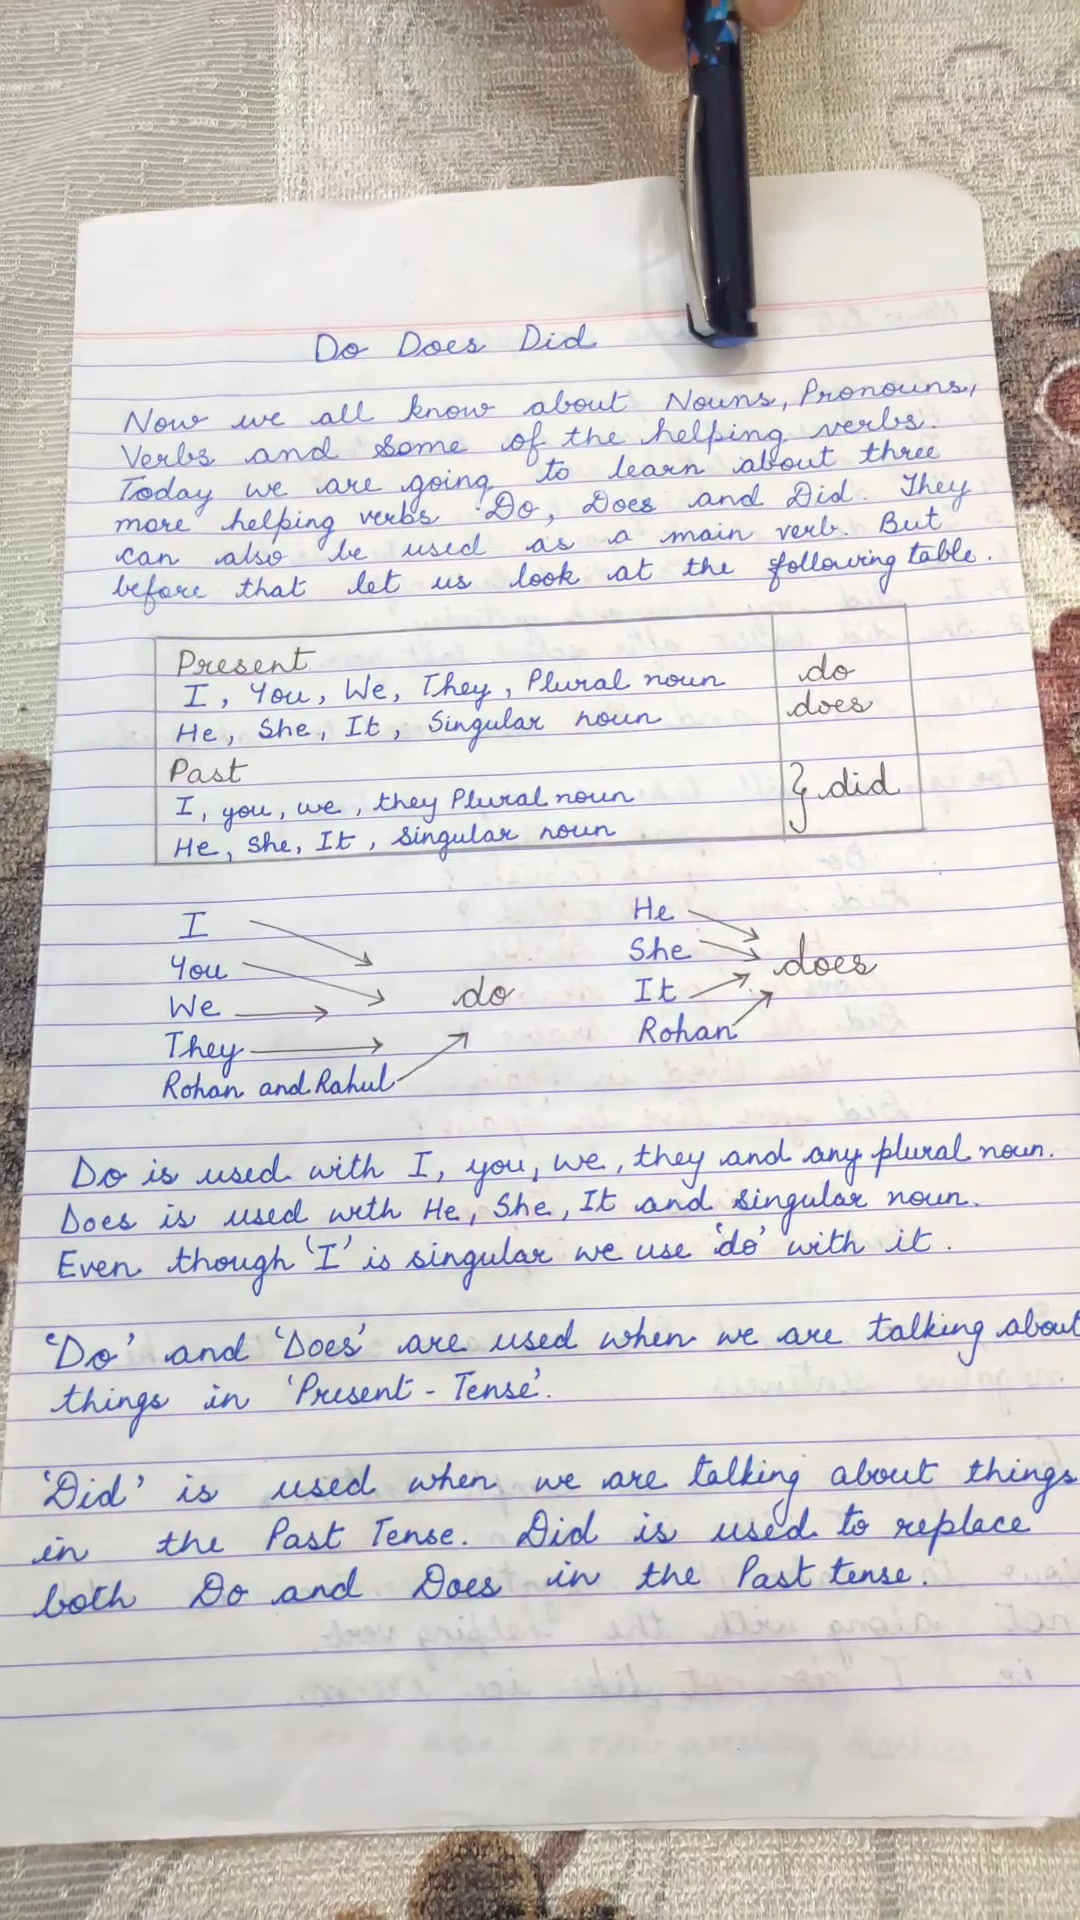 Do Does Did
Now we all know about Nouns, Pronouns,
Verbs and some of the helping verbs.
Today we are going to learn about three
more helping verbs Do, Does and Did. They
can also be used as a main verb. But
before that let us look at the following table.
Present
I, You, We, They, Plural noun do
He, She, It, Singular noun does
Past
I, you, we, they Plural noun } did
He, She, It, singular noun
I
You
We
They
Rohan and Rahul
do
He
She
It
Rohan
does
Do is used with I, you, we, they and any plural noun.
Does is used with He, She, It and singular noun.
Even though 'I' is singular we use 'do' with it.
'Do' and 'Does' are used when we are talking about
things in 'Present - Tense'.
'Did' is used when we are talking about things
in the Past Tense. Did is used to replace
both Do and Does in the Past tense.